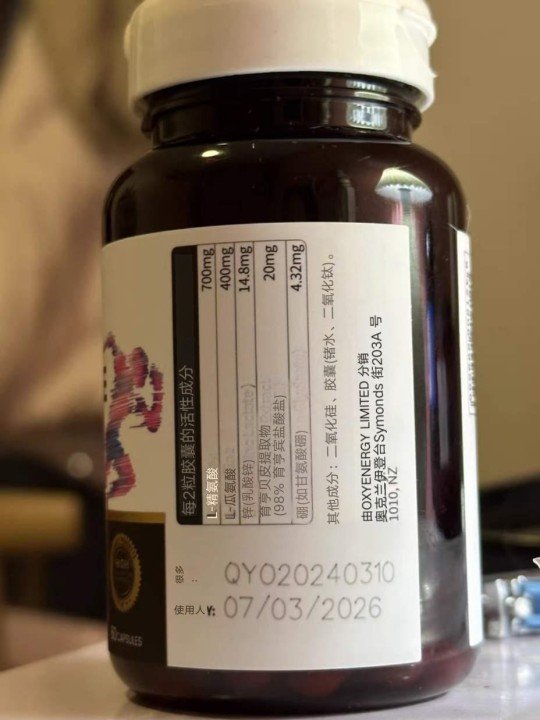 每2粒胶囊的活性成分
L-精氨酸 700mg
L-瓜氨酸 400mg
锌(乳酸锌) 14.8mg
育亨贝皮提取物 20mg
(98% 育亨宾盐酸盐)
硼(如甘氨酸硼) 4.32mg
其他成分：二氧化硅、胶囊(锗水、二氧化钛)。
由OXYENERGY LIMITED 分销
奥克兰伊登台Symonds 街203A 号
1010, NZ
很多
QY020240310
使用人
07/03/2026
CAPSULES